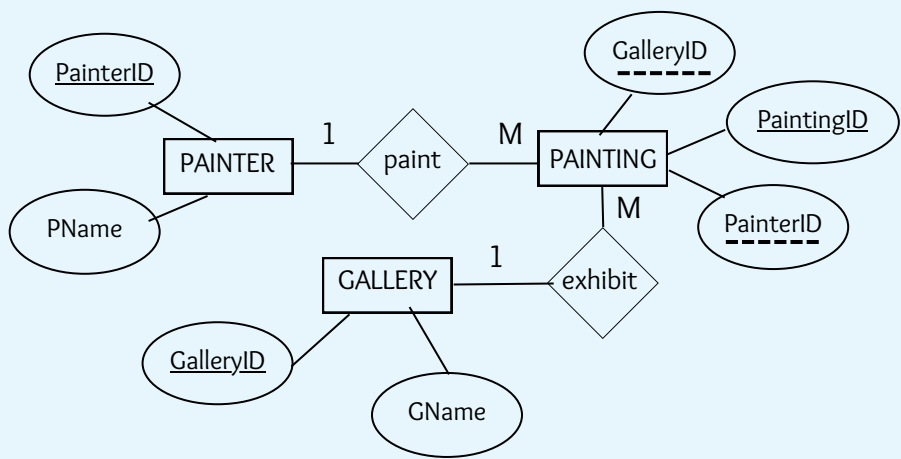 GalleryID
PainterID
PaintingID
1
M
PAINTER
paint
PAINTING
M
PName
PainterID
1
GALLERY
exhibit
GalleryID
GName